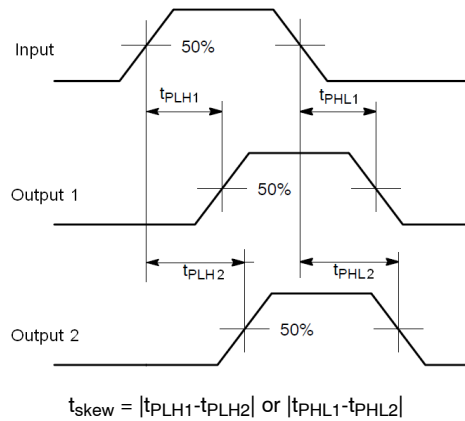 Input
50%
tPLH1
tPHL1
Output 1
50%
tPLH2
tPHL2
Output 2
50%
tskew = |tPLH1-tPLH2| or |tPHL1-tPHL2|